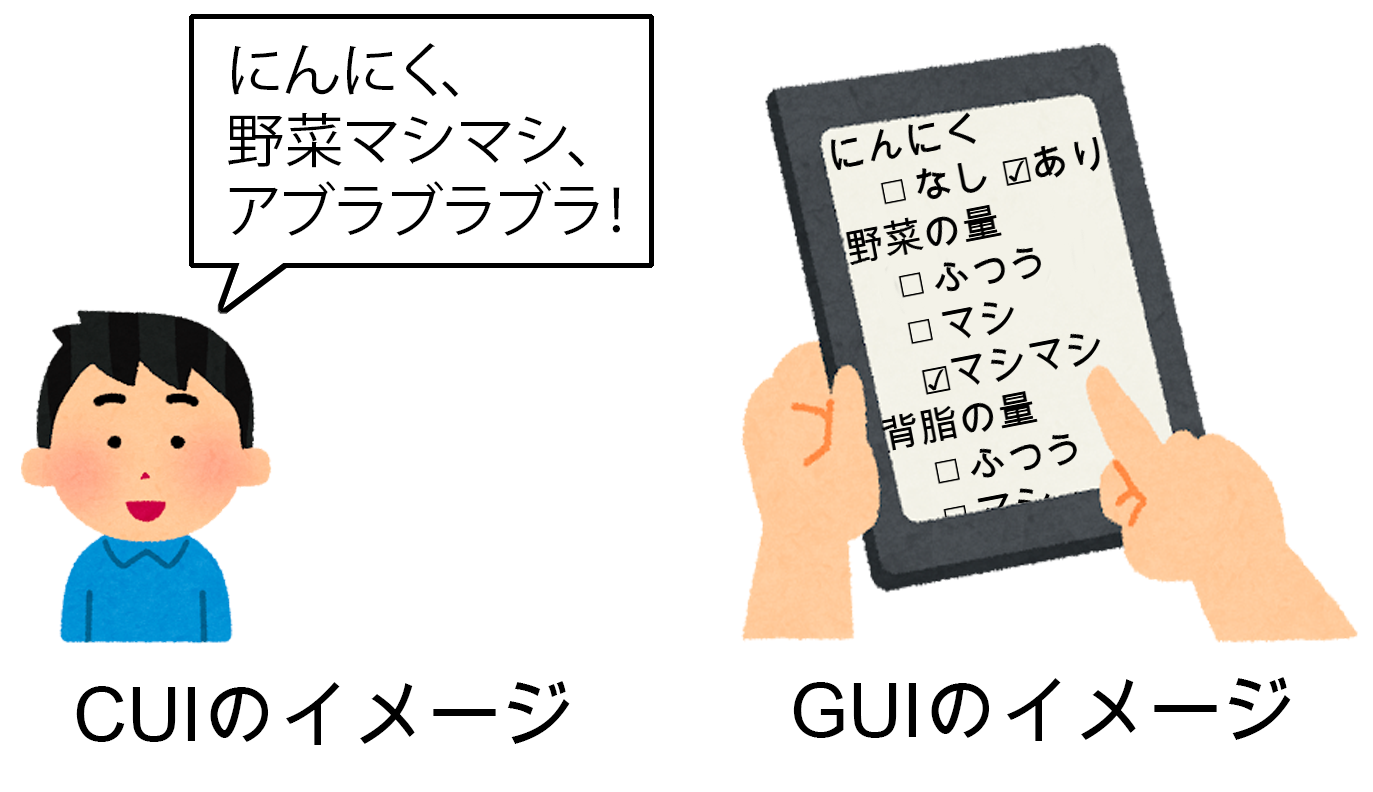 にんにく、
野菜マシマシ、
アブラブラブラ!
にんにく
□ なし ☑あり
野菜の量
□ ふつう
□ マシ
☑マシマシ
背脂の量
□ ふつう
□ マシ
CUIのイメージ
GUIのイメージ